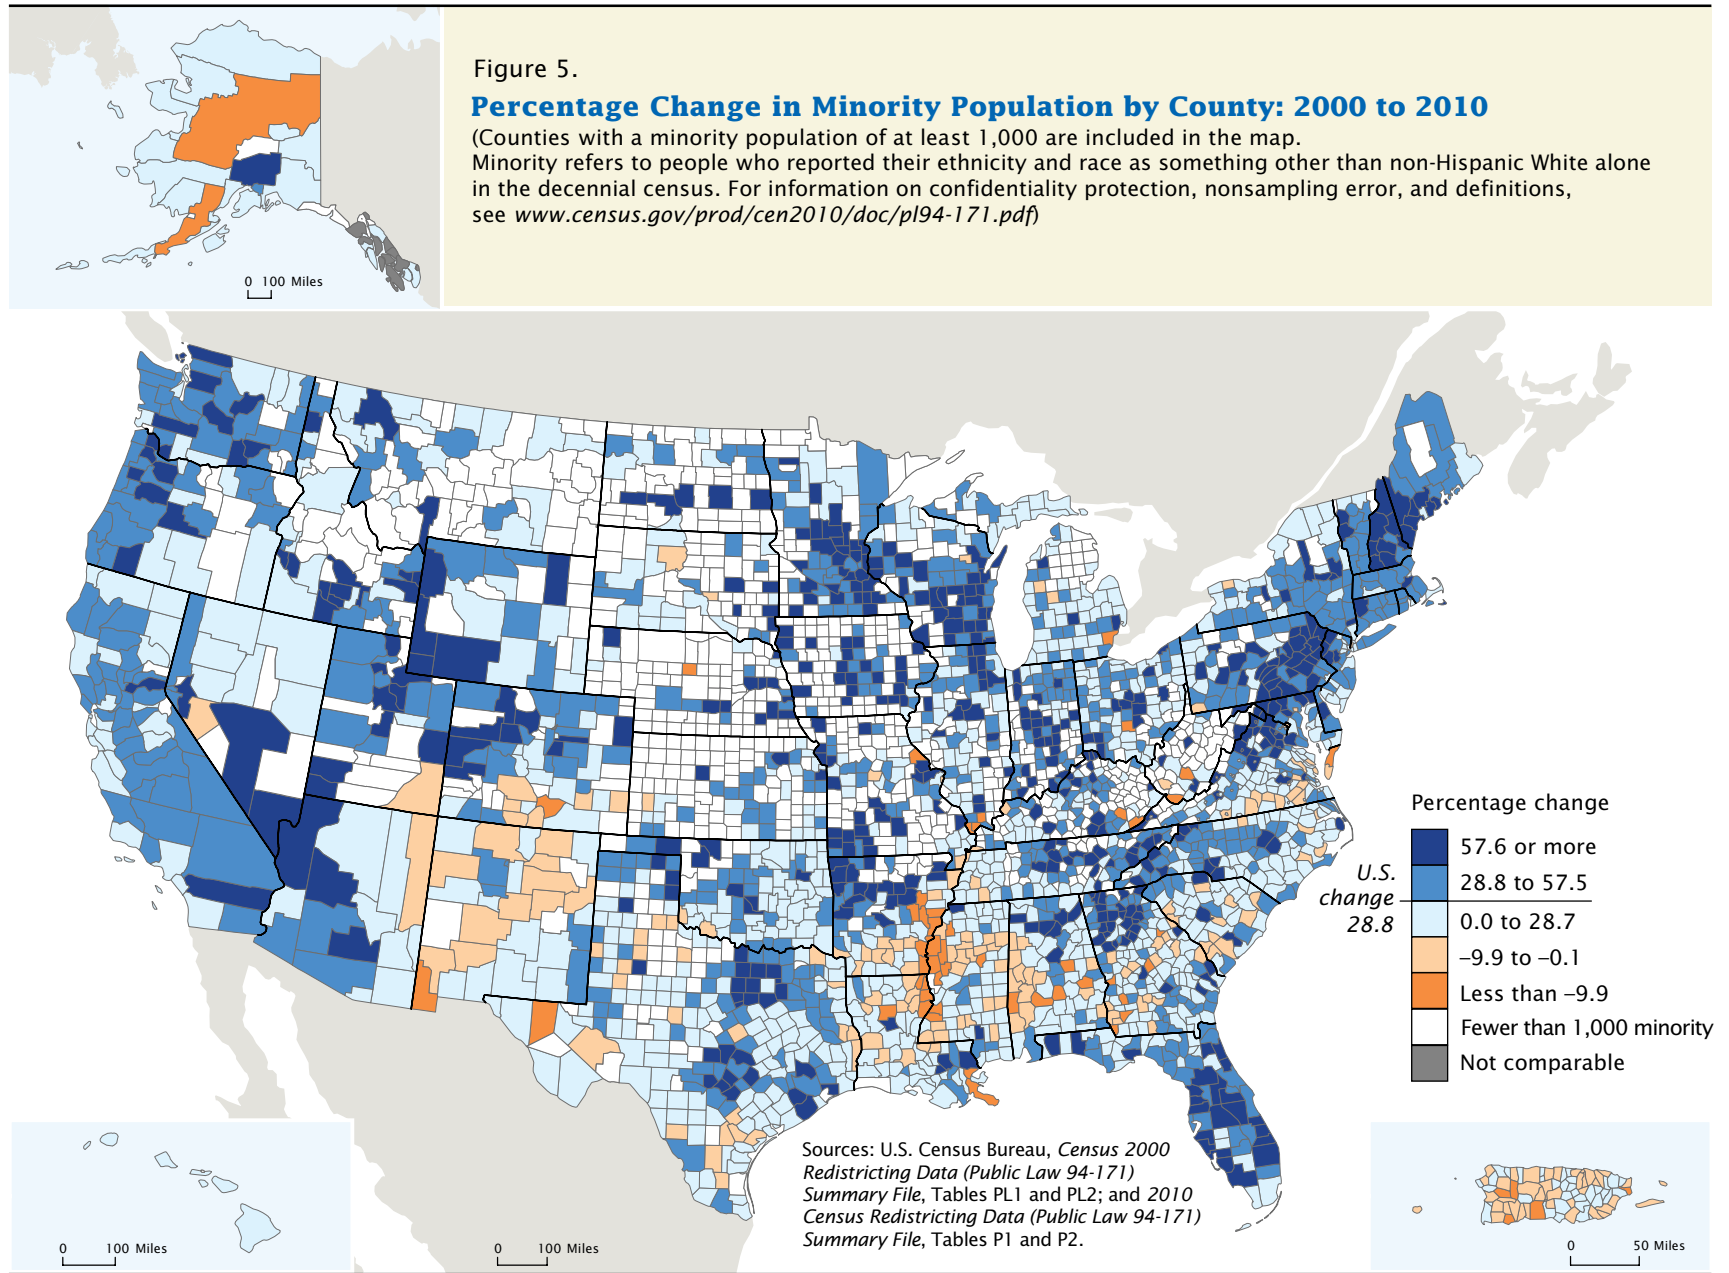 Figure 5.
Percentage Change in Minority Population by County: 2000 to 2010
(Counties with a minority population of at least 1,000 are included in the map.
Minority refers to people who reported their ethnicity and race as something other than non-Hispanic White alone
in the decennial census. For information on confidentiality protection, nonsampling error, and definitions,
see www.census.gov/prod/cen2010/doc/pl94-171.pdf)
0 100 Miles
Percentage change
57.6 or more
28.8 to 57.5
U.S.
change
28.8
0.0 to 28.7
–9.9 to –0.1
Less than –9.9
Fewer than 1,000 minority
Not comparable
Sources: U.S. Census Bureau, Census 2000
Redistricting Data (Public Law 94-171)
Summary File, Tables PL1 and PL2; and 2010
Census Redistricting Data (Public Law 94-171)
Summary File, Tables P1 and P2.
0 100 Miles
0 100 Miles
0 50 Miles